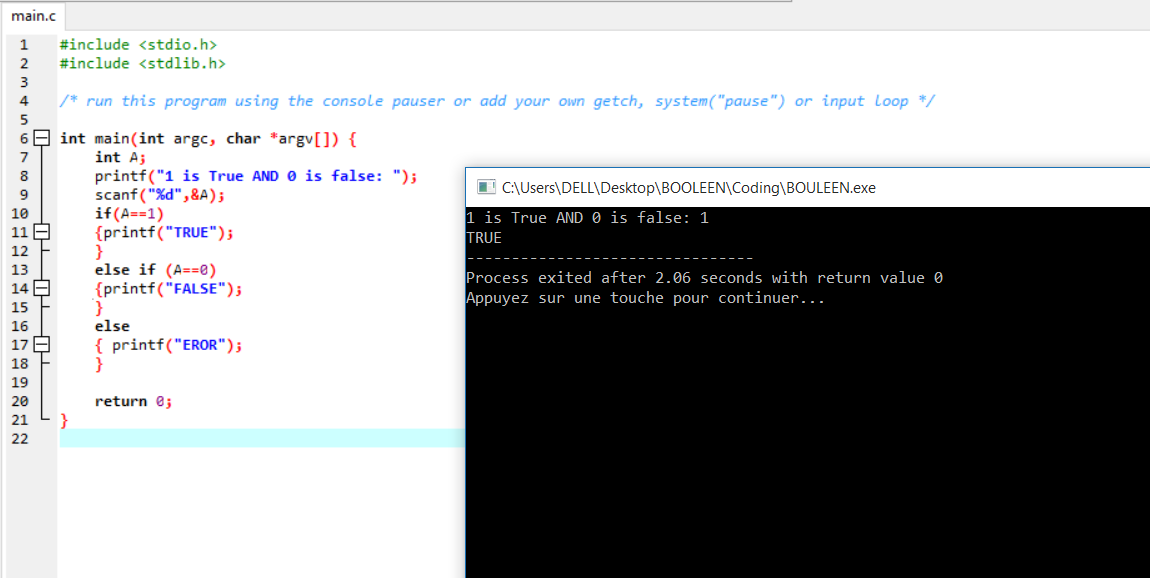 main.c
1 #include <stdio.h>
2 #include <stdlib.h>
3
4 /* run this program using the console pauser or add your own getch, system("pause") or input loop */
5
6 int main(int argc, char *argv[]) {
7 int A;
8 printf("1 is True AND 0 is false: ");
9 scanf("%d",&A);
10 if(A==1)
11 {printf("TRUE");
12 }
13 else if (A==0)
14 {printf("FALSE");
15 }
16 else
17 { printf("EROR");
18 }
19
20 return 0;
21 }
22
C:\Users\DELL\Desktop\BOOLEEN\Coding\BOULEEN.exe
1 is True AND 0 is false: 1
TRUE
--------------------------------
Process exited after 2.06 seconds with return value 0
Appuyez sur une touche pour continuer...